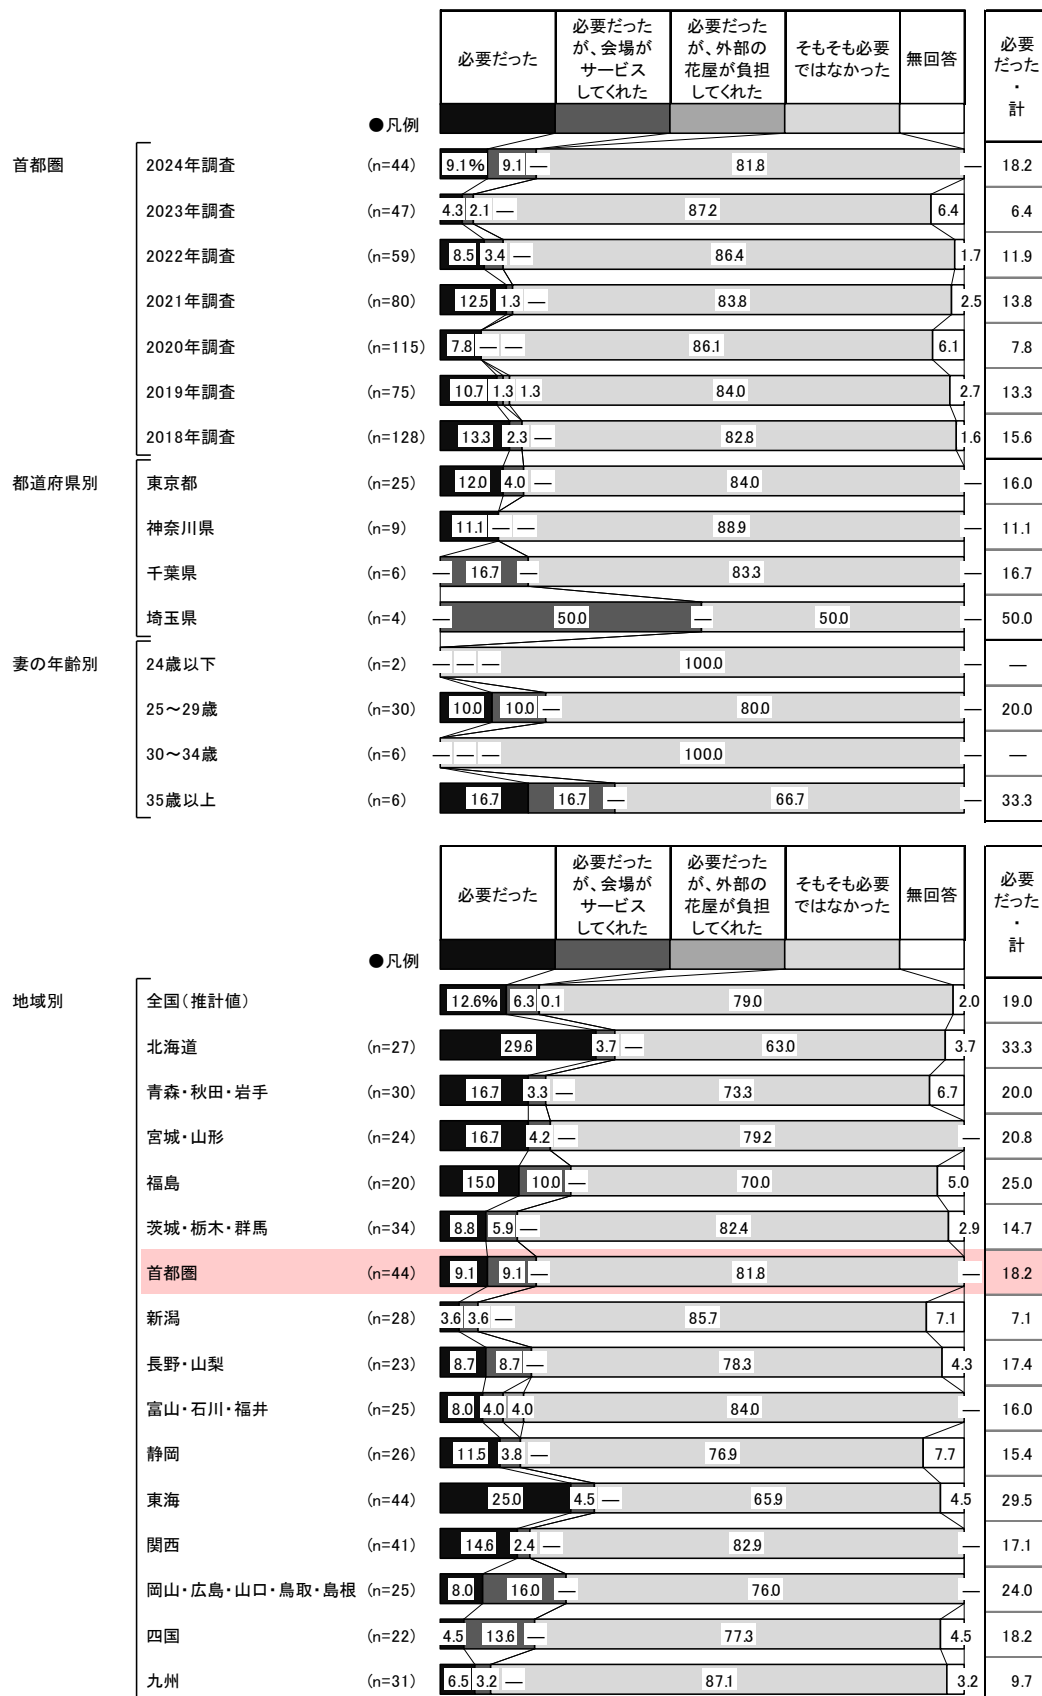 必要だった
必要だったが、会場がサービスしてくれた
必要だったが、外部の花屋が負担してくれた
そもそも必要ではなかった
無回答
必要だった・計
●凡例
首都圏
2024年調査 (n=44) 9.1% 9.1 — 81.8 — 18.2
2023年調査 (n=47) 4.3 2.1 — 87.2 6.4 6.4
2022年調査 (n=59) 8.5 3.4 — 86.4 1.7 11.9
2021年調査 (n=80) 12.5 1.3 — 83.8 2.5 13.8
2020年調査 (n=115) 7.8 — — 86.1 6.1 7.8
2019年調査 (n=75) 10.7 1.3 1.3 84.0 2.7 13.3
2018年調査 (n=128) 13.3 2.3 — 82.8 1.6 15.6
都道府県別
東京都 (n=25) 12.0 4.0 — 84.0 — 16.0
神奈川県 (n=9) 11.1 — — 88.9 — 11.1
千葉県 (n=6) — 16.7 — 83.3 — 16.7
埼玉県 (n=4) — 50.0 — 50.0 — 50.0
妻の年齢別
24歳以下 (n=2) — — — 100.0 — —
25～29歳 (n=30) 10.0 10.0 — 80.0 — 20.0
30～34歳 (n=6) — — — 100.0 — —
35歳以上 (n=6) 16.7 16.7 — 66.7 — 33.3
必要だった
必要だったが、会場がサービスしてくれた
必要だったが、外部の花屋が負担してくれた
そもそも必要ではなかった
無回答
必要だった・計
●凡例
地域別
全国(推計値) 12.6% 6.3 0.1 79.0 2.0 19.0
北海道 (n=27) 29.6 3.7 — 63.0 3.7 33.3
青森・秋田・岩手 (n=30) 16.7 3.3 — 73.3 6.7 20.0
宮城・山形 (n=24) 16.7 4.2 — 79.2 — 20.8
福島 (n=20) 15.0 10.0 — 70.0 5.0 25.0
茨城・栃木・群馬 (n=34) 8.8 5.9 — 82.4 2.9 14.7
首都圏 (n=44) 9.1 9.1 — 81.8 — 18.2
新潟 (n=28) 3.6 3.6 — 85.7 7.1 7.1
長野・山梨 (n=23) 8.7 8.7 — 78.3 4.3 17.4
富山・石川・福井 (n=25) 8.0 4.0 4.0 84.0 — 16.0
静岡 (n=26) 11.5 3.8 — 76.9 7.7 15.4
東海 (n=44) 25.0 4.5 — 65.9 4.5 29.5
関西 (n=41) 14.6 2.4 — 82.9 — 17.1
岡山・広島・山口・鳥取・島根 (n=25) 8.0 16.0 — 76.0 — 24.0
四国 (n=22) 4.5 13.6 — 77.3 4.5 18.2
九州 (n=31) 6.5 3.2 — 87.1 3.2 9.7